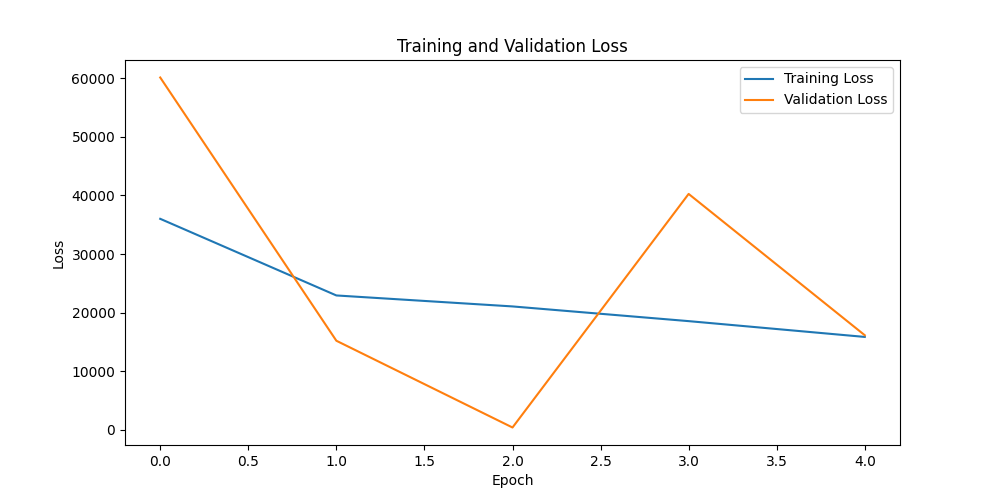 Training and Validation Loss
Training Loss
Validation Loss
60000
50000
40000
30000
20000
10000
0
Loss
0.0 0.5 1.0 1.5 2.0 2.5 3.0 3.5 4.0
Epoch